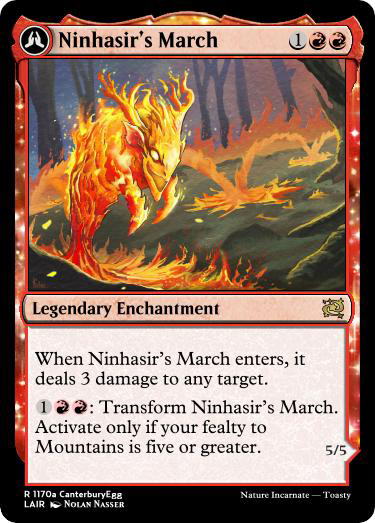 Ninhasir's March 1
Legendary Enchantment
When Ninhasir's March enters, it
deals 3 damage to any target.
1: Transform Ninhasir's March.
Activate only if your fealty to
Mountains is five or greater.
5/5
R 1170a CanterburyEgg
LAIR Nolan Nasser
Nature Incarnate — Toasty